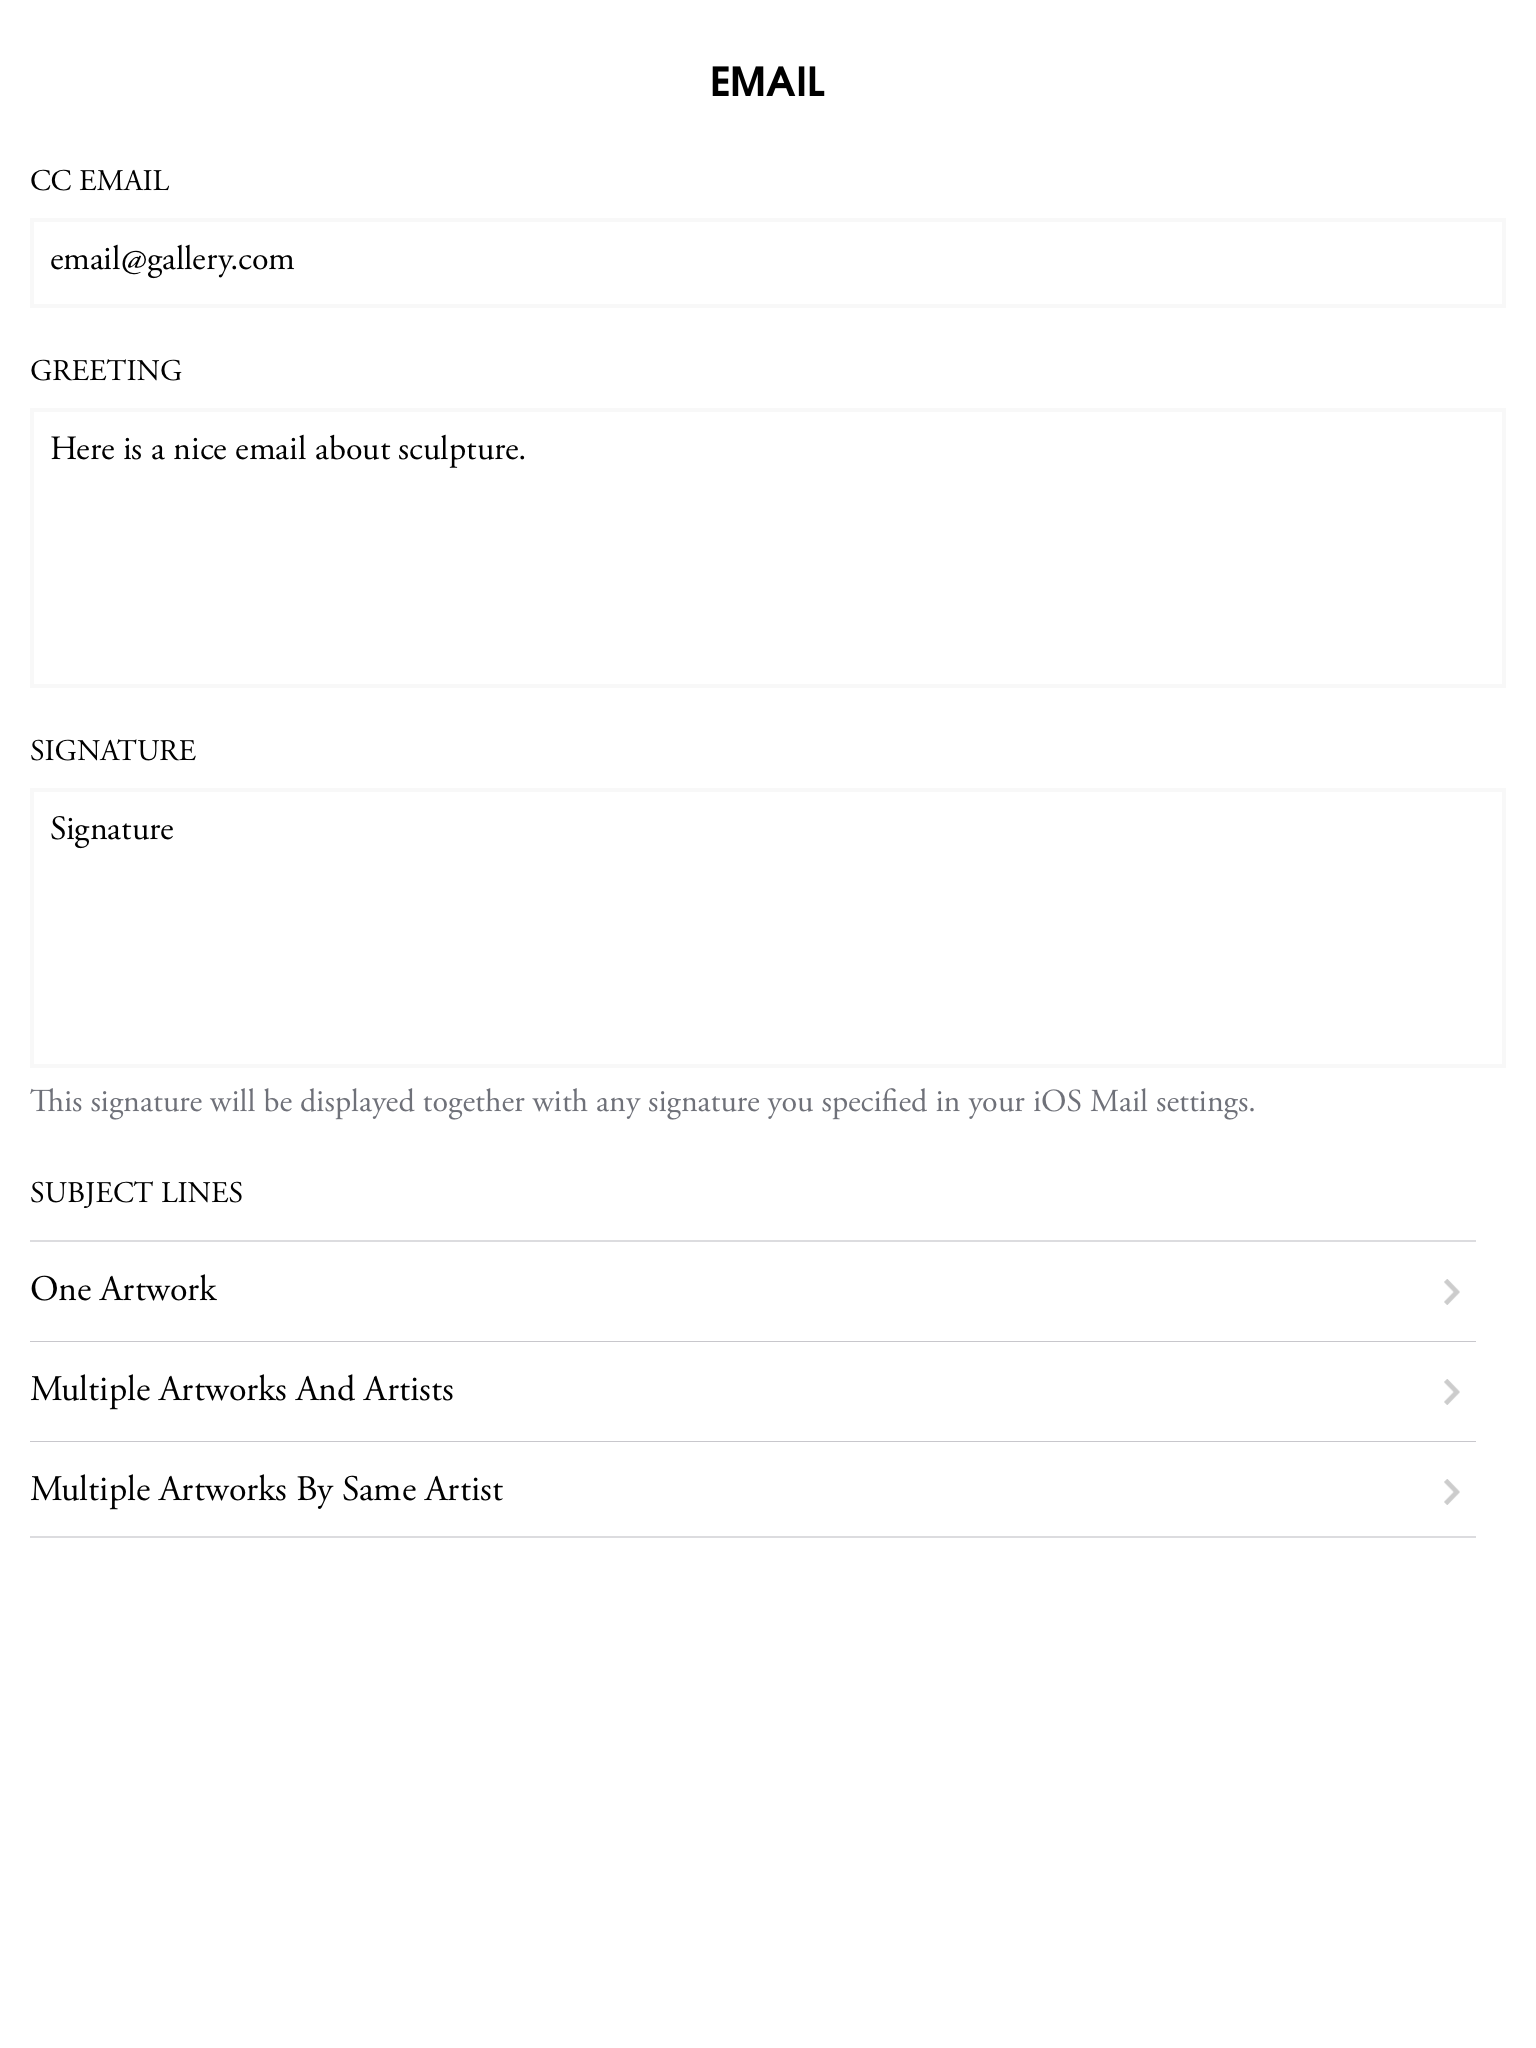 EMAIL
CC EMAIL
email@gallery.com
GREETING
Here is a nice email about sculpture.
SIGNATURE
Signature
This signature will be displayed together with any signature you specified in your iOS Mail settings.
SUBJECT LINES
One Artwork
Multiple Artworks And Artists
Multiple Artworks By Same Artist